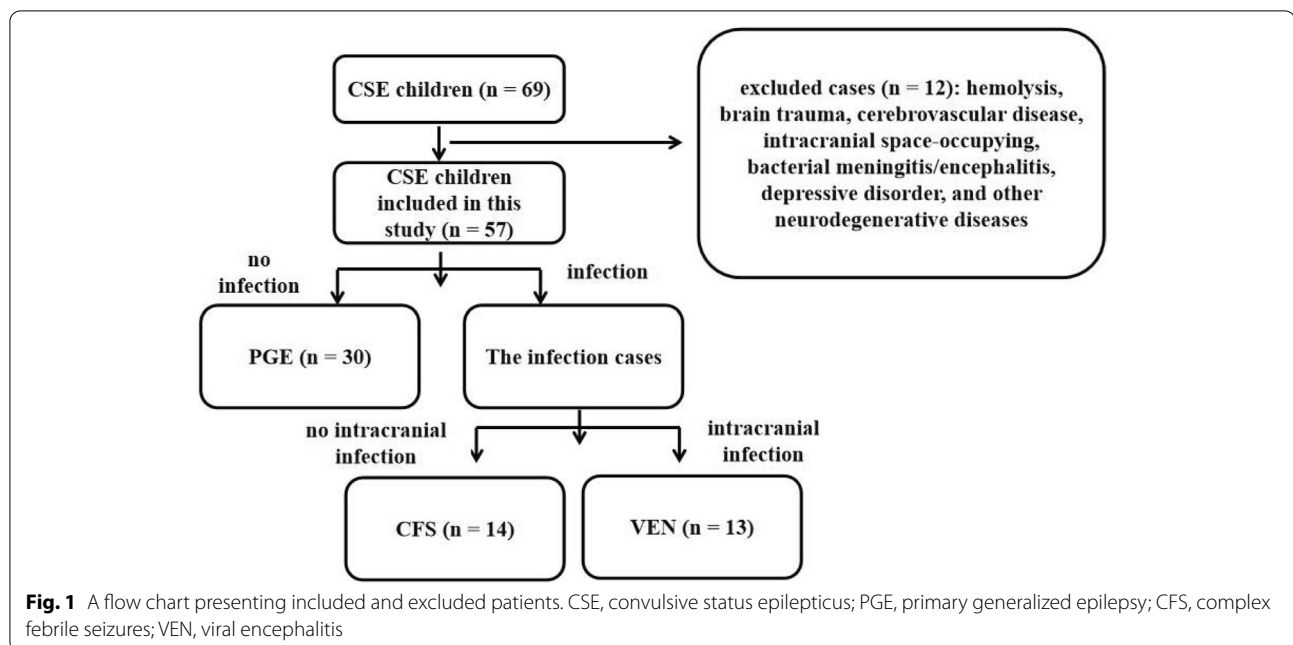 CSE children (n = 69)
excluded cases (n = 12): hemolysis,
brain trauma, cerebrovascular disease,
intracranial space-occupying,
bacterial meningitis/encephalitis,
depressive disorder, and other
neurodegenerative diseases
CSE children
included in this
study (n = 57)
no
infection
infection
PGE (n = 30)
The infection cases
no intracranial
infection
intracranial
infection
CFS (n = 14)
VEN (n = 13)
Fig. 1 A flow chart presenting included and excluded patients. CSE, convulsive status epilepticus; PGE, primary generalized epilepsy; CFS, complex
febrile seizures; VEN, viral encephalitis